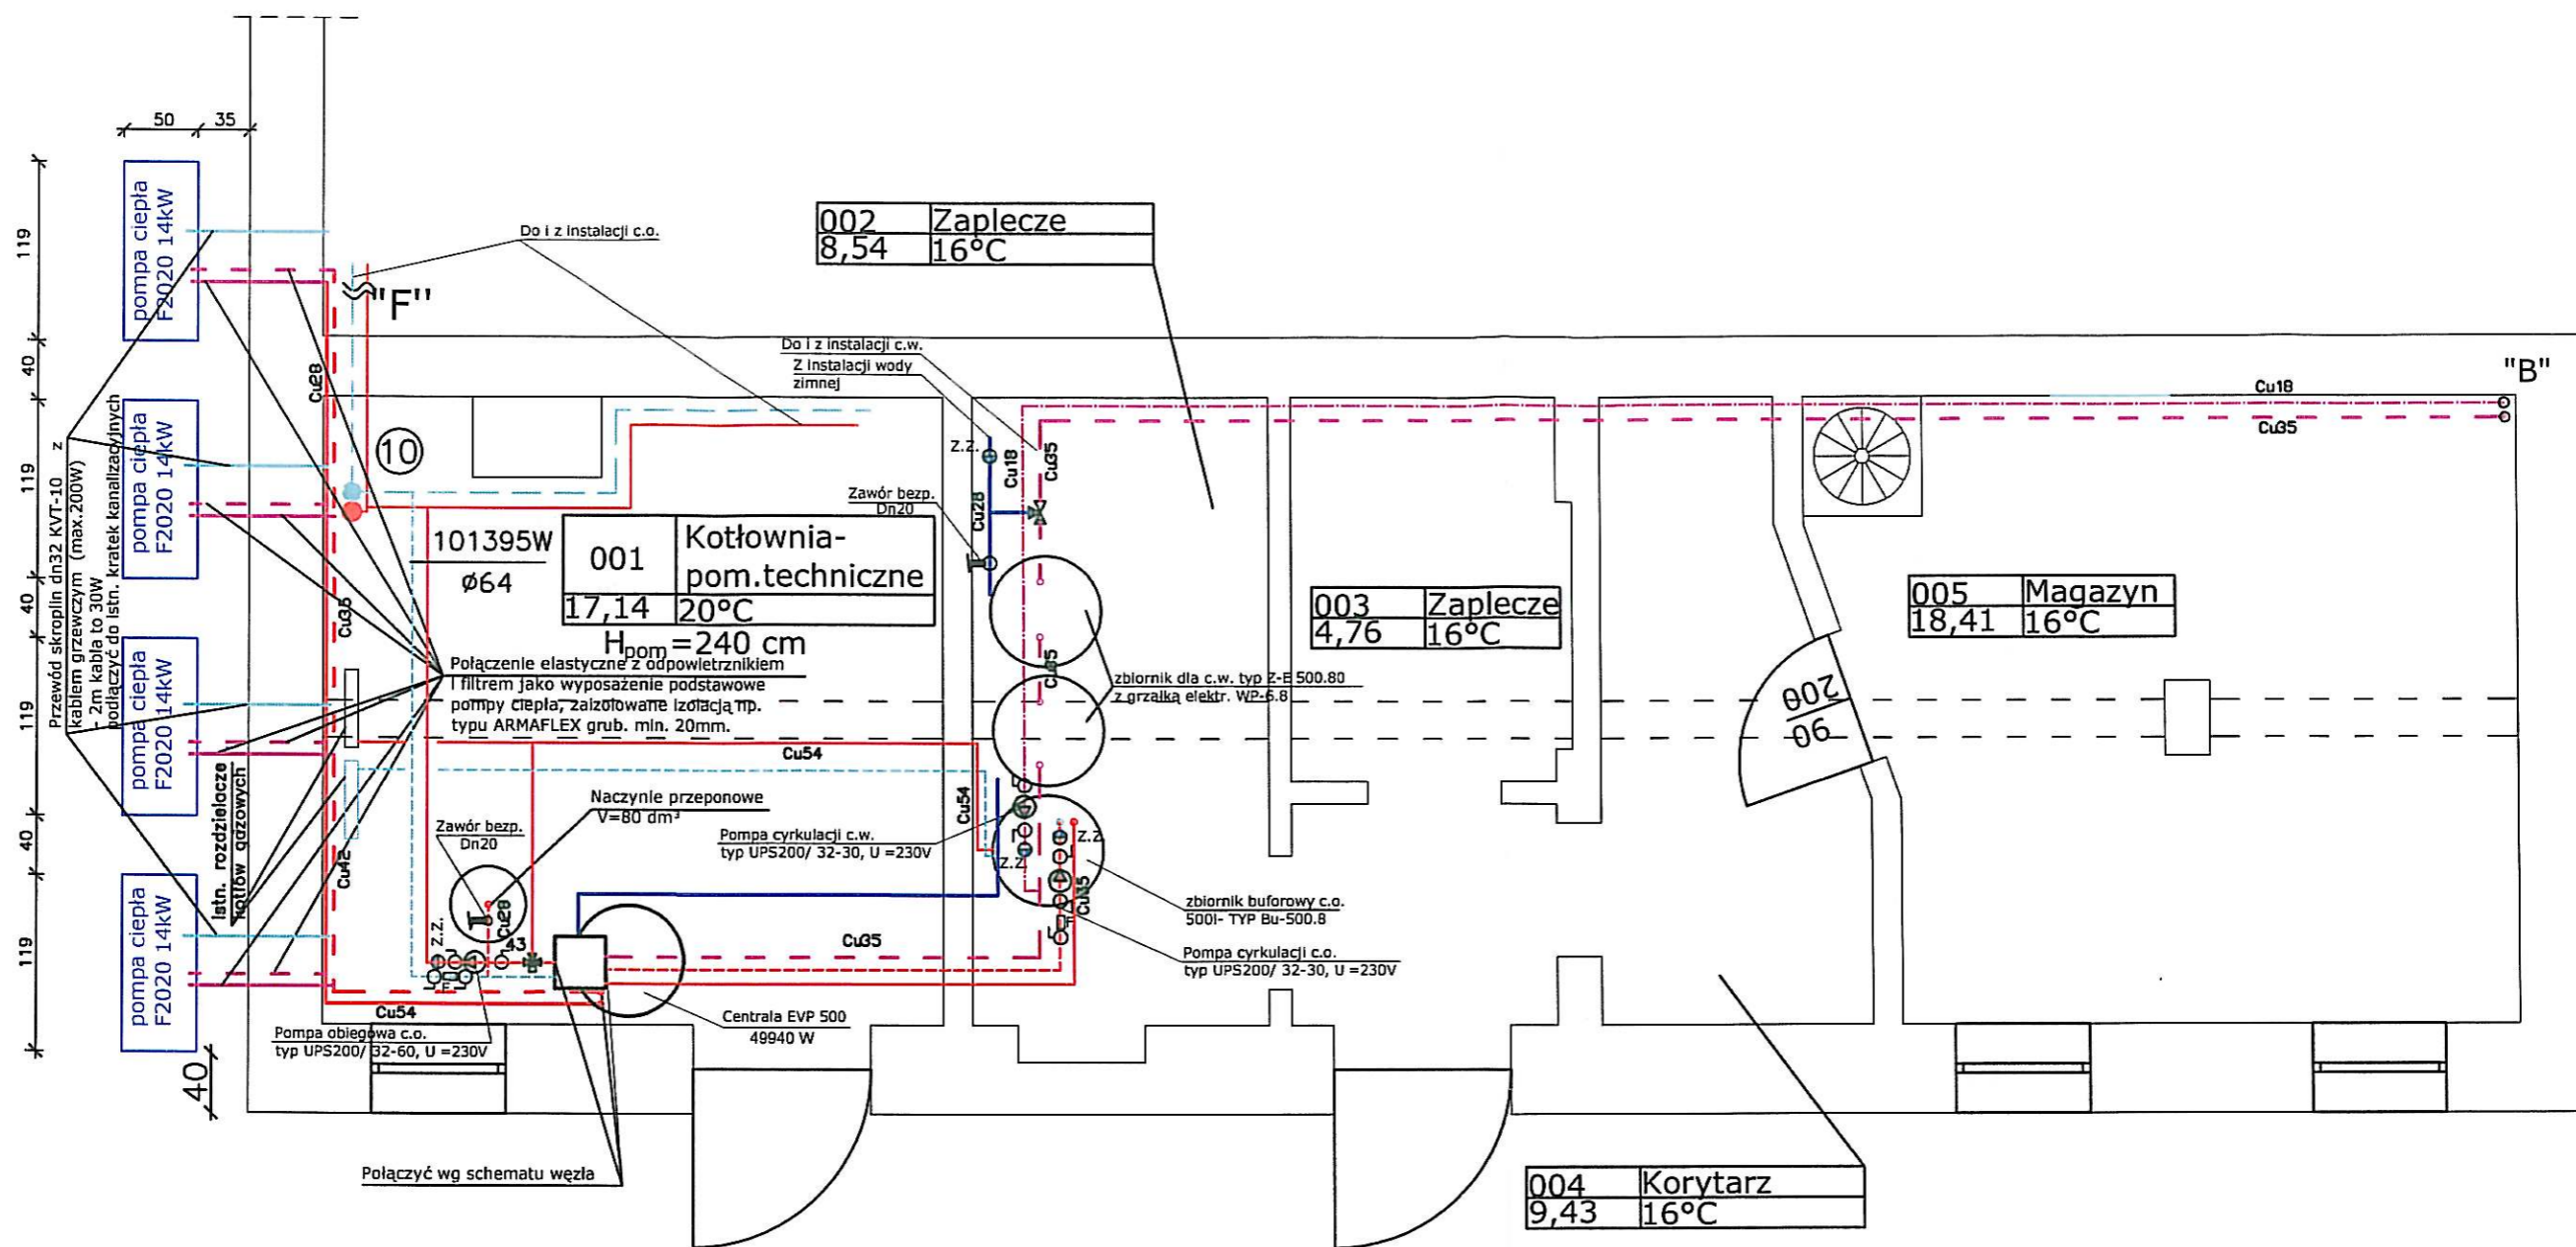 50
35
119
40
119
40
119
40
119
40
pompa ciepła
F2020 14kW
pompa ciepła
F2020 14kW
pompa ciepła
F2020 14kW
pompa ciepła
F2020 14kW
Przewód skroplin dn32 KVT-10 z
kablem grzewczym (max.200W)
- 2m kabla to 30W
podłączyć do istn. kratek kanalizacyjnych
Istn. rozdzielacze
kotłów gazowych
Do i z instalacji c.o.
"F"
Cu28
10
101395W
ø64
001
Kotłownia-
pom.techniczne
17,14
20°C
Hpom=240 cm
Cu35
Połączenie elastyczne z odpowietrznikiem
i filtrem jako wyposażenie podstawowe
pompy ciepła, zaizolowane izolacją np.
typu ARMAFLEX grub. min. 20mm.
Cu54
Cu42
Naczynie przeponowe
V=80 dm³
Zawór bezp.
Dn20
z.z.
Cu28
43
F
Cu35
Cu54
Pompa obiegowa c.o.
typ UPS200/ 32-60, U =230V
Centrala EVP 500
49940 W
Połączyć wg schematu węzła
002
Zaplecze
8,54
16°C
Do i z instalacji c.w.
Z instalacji wody
zimnej
z.z.
Cu18
Cu35
Zawór bezp.
Dn20
Cu28
Cu35
zbiornik dla c.w. typ Z-E 500.80
z grzałką elektr. WP-6.8
Cu54
Pompa cyrkulacji c.w.
typ UPS200/ 32-30, U =230V
z.z.
z.z.
Cu35
F
zbiornik buforowy c.o.
500l- TYP Bu-500.8
Pompa cyrkulacji c.o.
typ UPS200/ 32-30, U =230V
003
Zaplecze
4,76
16°C
005
Magazyn
18,41
16°C
Cu18
Cu35
"B"
200
90
004
Korytarz
9,43
16°C